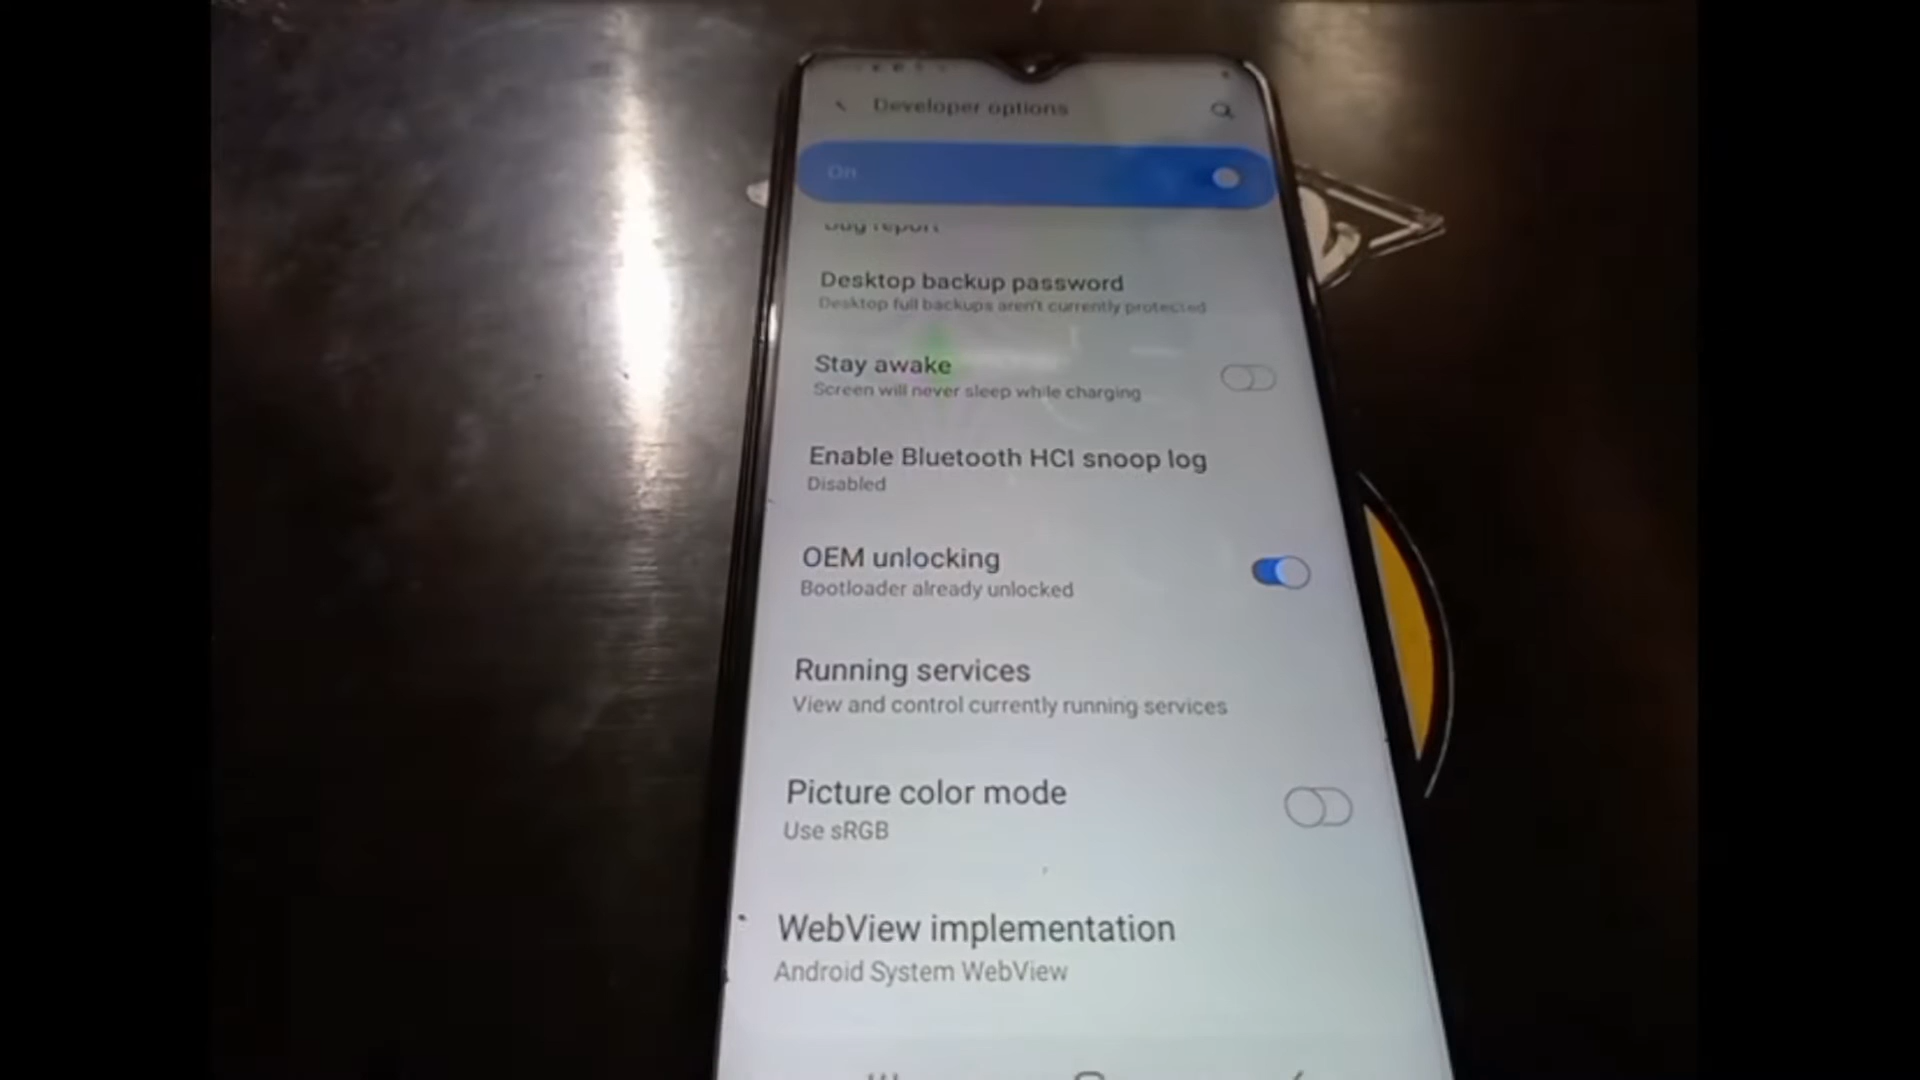 Developer options
On
Bug report
Desktop backup password
Desktop full backups aren't currently protected
Stay awake
Screen will never sleep while charging
Enable Bluetooth HCI snoop log
Disabled
OEM unlocking
Bootloader already unlocked
Running services
View and control currently running services
Picture color mode
Use sRGB
WebView implementation
Android System WebView